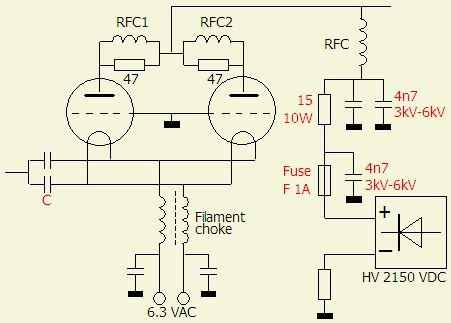 RFC1
RFC2
RFC
47
47
15
10W
4n7
3kV-6kV
Fuse
F 1A
4n7
3kV-6kV
C
Filament
choke
+
−
HV 2150 VDC
6.3 VAC